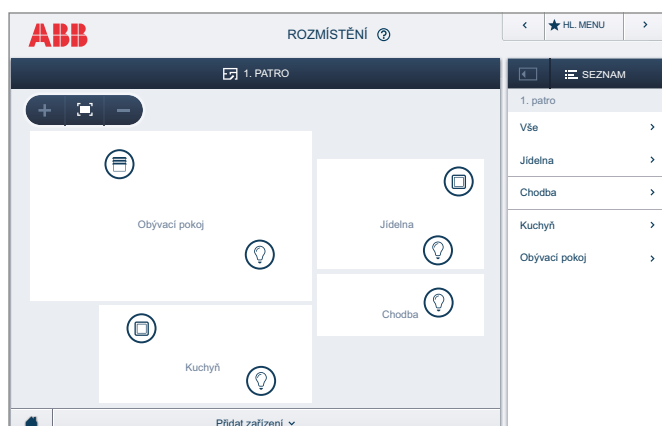 ABB
ROZMÍSTĚNÍ ?
HL. MENU
1. PATRO
SEZNAM
1. patro
Vše
Jídelna
Chodba
Kuchyň
Obývací pokoj
Obývací pokoj
Jídelna
Chodba
Kuchyň
Přidat zařízení